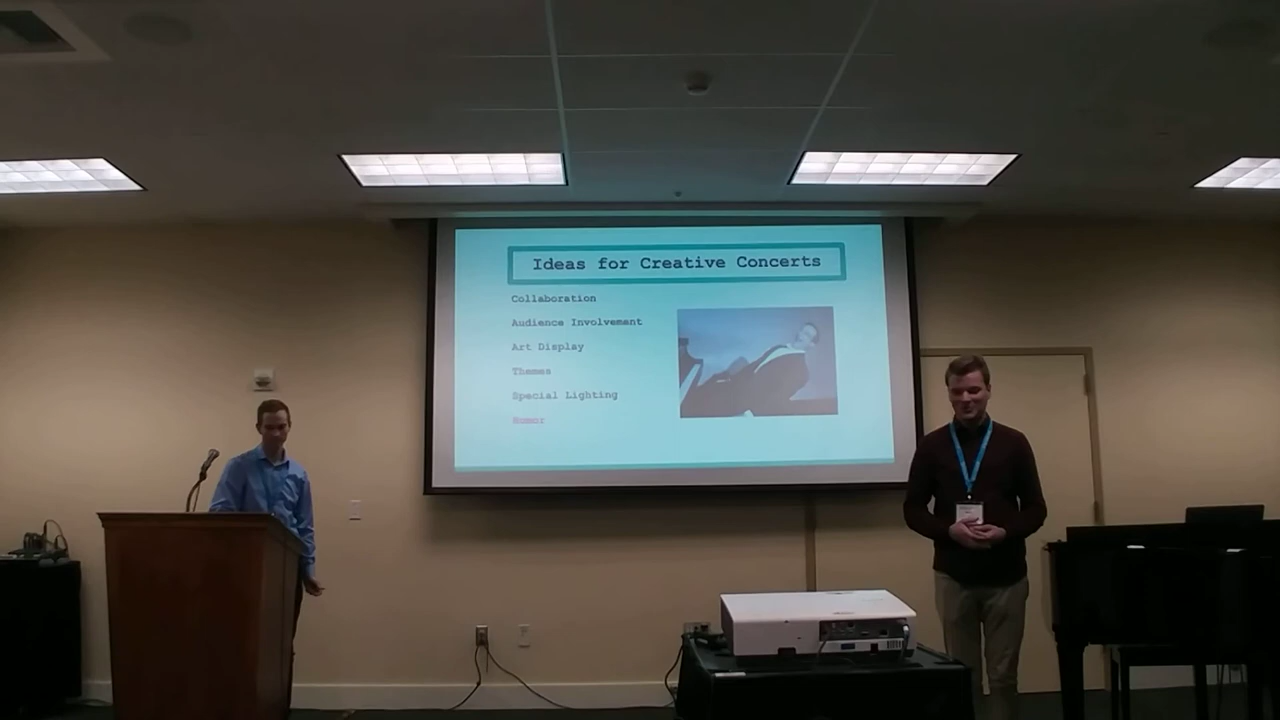 Ideas for Creative Concerts
Collaboration
Audience Involvement
Art Display
Themes
Special Lighting
Humor